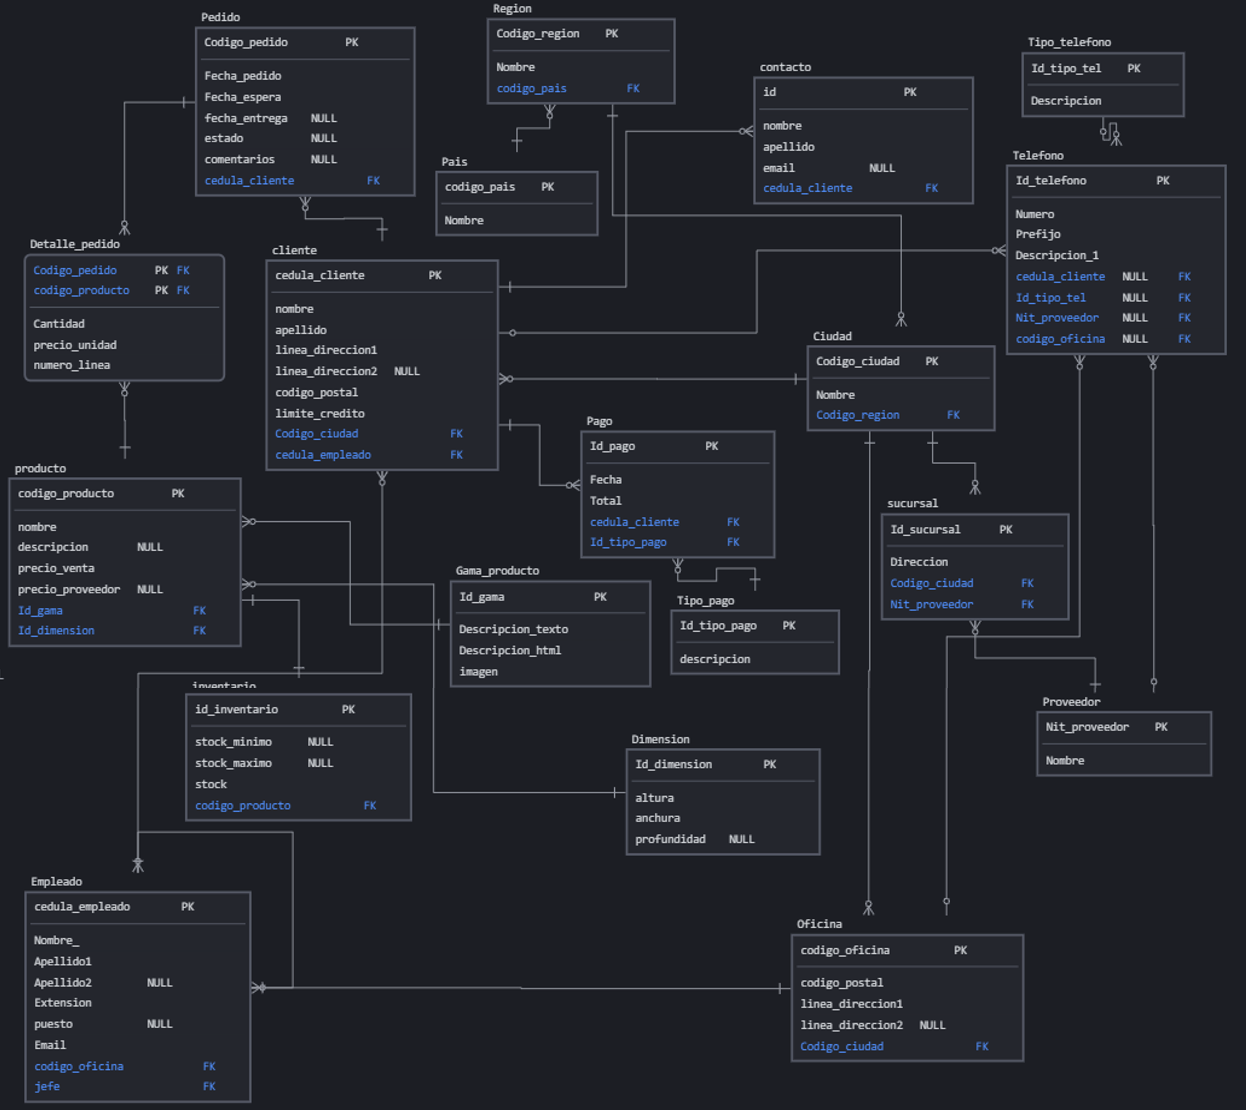 Pedido
Codigo_pedido PK
Fecha_pedido
Fecha_espera
fecha_entrega NULL
estado NULL
comentarios NULL
cedula_cliente FK
Region
Codigo_region PK
Nombre
codigo_pais FK
contacto
id PK
nombre
apellido
email NULL
cedula_cliente FK
Tipo_telefono
Id_tipo_tel PK
Descripcion
Pais
codigo_pais PK
Nombre
Telefono
Id_telefono PK
Numero
Prefijo
Descripcion_1
cedula_cliente NULL FK
Id_tipo_tel NULL FK
Nit_proveedor NULL FK
codigo_oficina NULL FK
Detalle_pedido
Codigo_pedido PK FK
codigo_producto PK FK
Cantidad
precio_unidad
numero_linea
cliente
cedula_cliente PK
nombre
apellido
linea_direccion1
linea_direccion2 NULL
codigo_postal
limite_credito
Codigo_ciudad FK
cedula_empleado FK
Ciudad
Codigo_ciudad PK
Nombre
Codigo_region FK
Pago
Id_pago PK
Fecha
Total
cedula_cliente FK
Id_tipo_pago FK
producto
codigo_producto PK
nombre
descripcion NULL
precio_venta
precio_proveedor NULL
Id_gama FK
Id_dimension FK
sucursal
Id_sucursal PK
Direccion
Codigo_ciudad FK
Nit_proveedor FK
Gama_producto
Id_gama PK
Descripcion_texto
Descripcion_html
imagen
Tipo_pago
Id_tipo_pago PK
descripcion
inventario
id_inventario PK
stock_minimo NULL
stock_maximo NULL
stock
codigo_producto FK
Proveedor
Nit_proveedor PK
Nombre
Dimension
Id_dimension PK
altura
anchura
profundidad NULL
Empleado
cedula_empleado PK
Nombre_
Apellido1
Apellido2 NULL
Extension
puesto NULL
Email
codigo_oficina FK
jefe FK
Oficina
codigo_oficina PK
codigo_postal
linea_direccion1
linea_direccion2 NULL
Codigo_ciudad FK